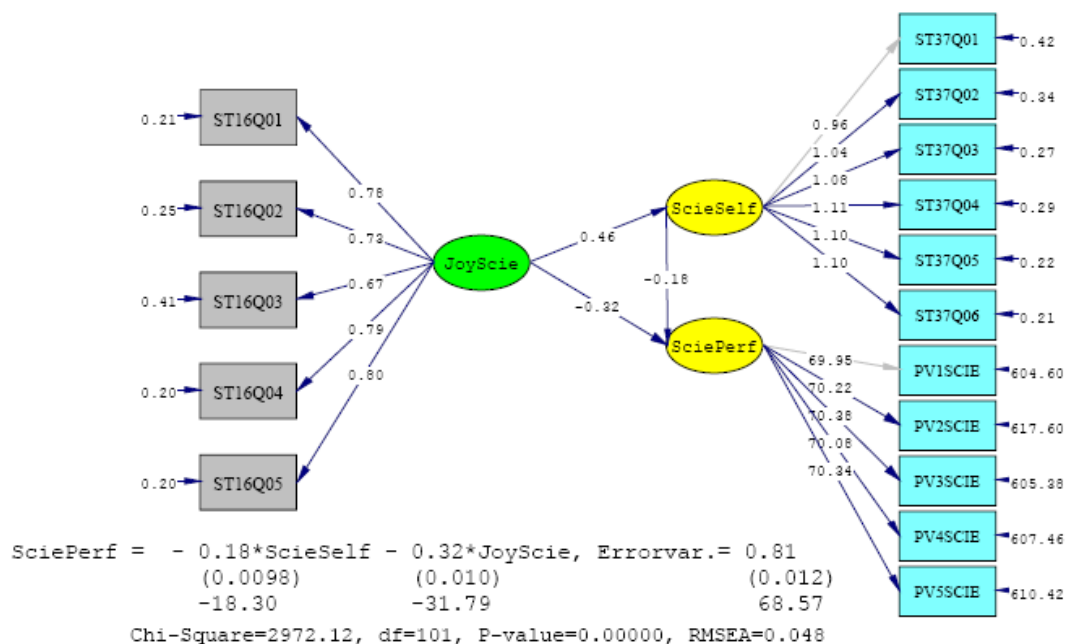 ST37Q01
0.42
ST37Q02
0.34
0.21
ST16Q01
0.96
1.04
ST37Q03
0.27
0.78
1.08
ST37Q04
0.29
0.25
ST16Q02
0.73
ScieSelf
1.11
1.10
ST37Q05
0.22
0.46
1.10
JoyScie
0.67
-0.18
0.41
ST16Q03
-0.32
ST37Q06
0.21
0.79
SciePerf
69.95
PV1SCIE
604.60
0.80
70.22
0.20
ST16Q04
70.38
PV2SCIE
617.60
70.08
70.34
PV3SCIE
605.38
0.20
ST16Q05
PV4SCIE
607.46
SciePerf = - 0.18*ScieSelf - 0.32*JoyScie, Errorvar.= 0.81
(0.0098) (0.010) (0.012)
-18.30 -31.79 68.57
PV5SCIE
610.42
Chi-Square=2972.12, df=101, P-value=0.00000, RMSEA=0.048